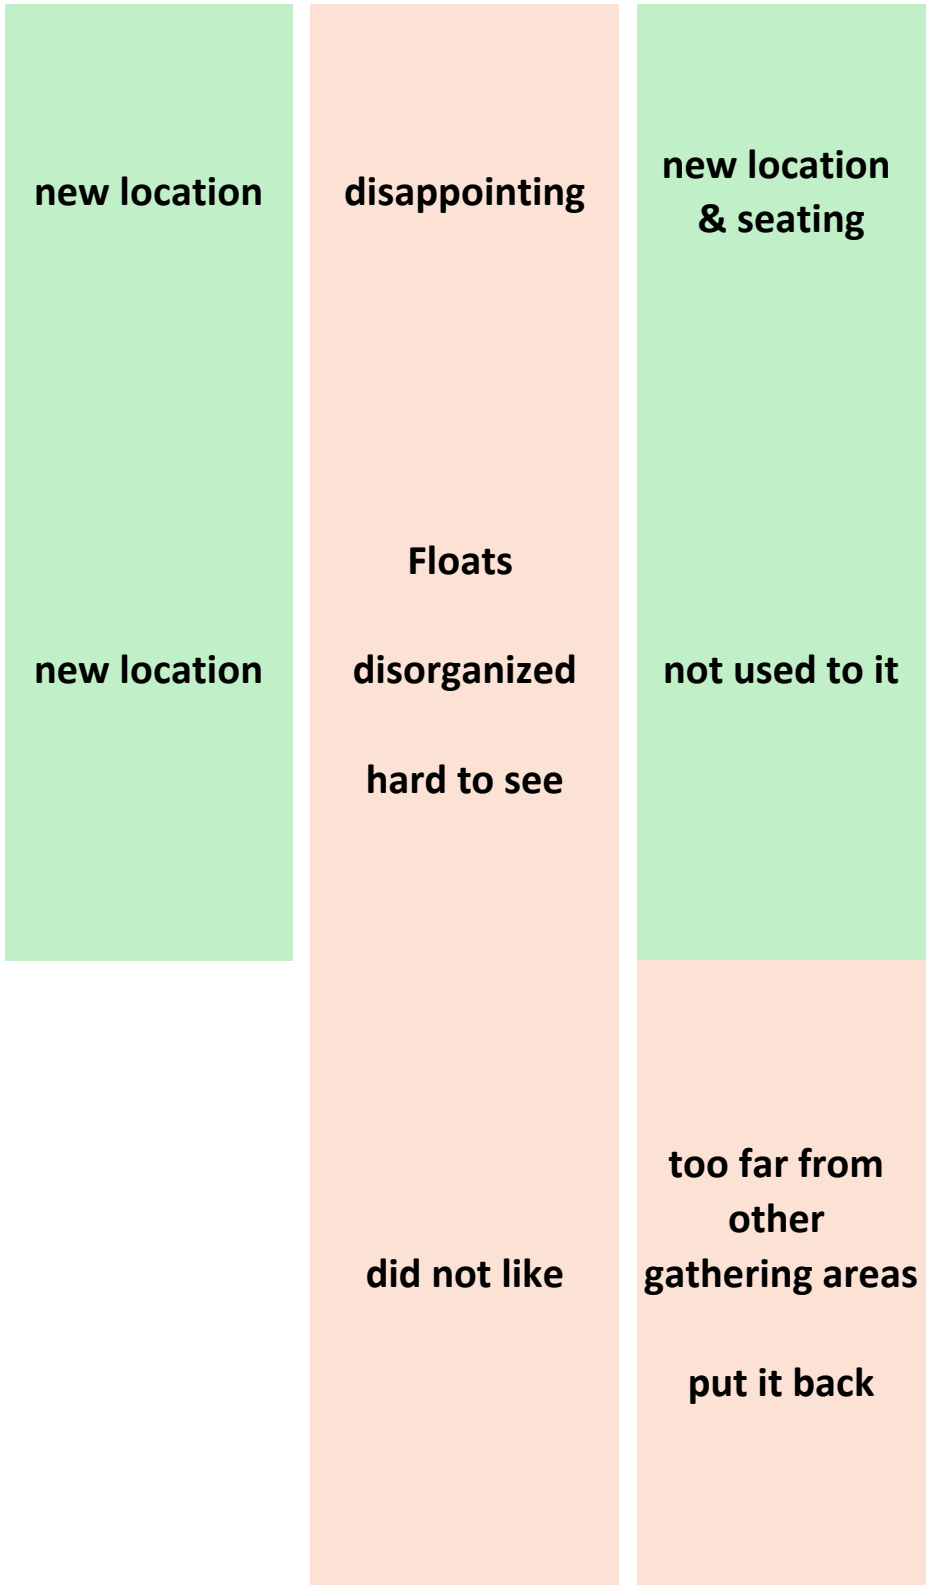 new location
disappointing
new location
& seating
new location
Floats
disorganized
hard to see
not used to it
did not like
too far from
other
gathering areas
put it back